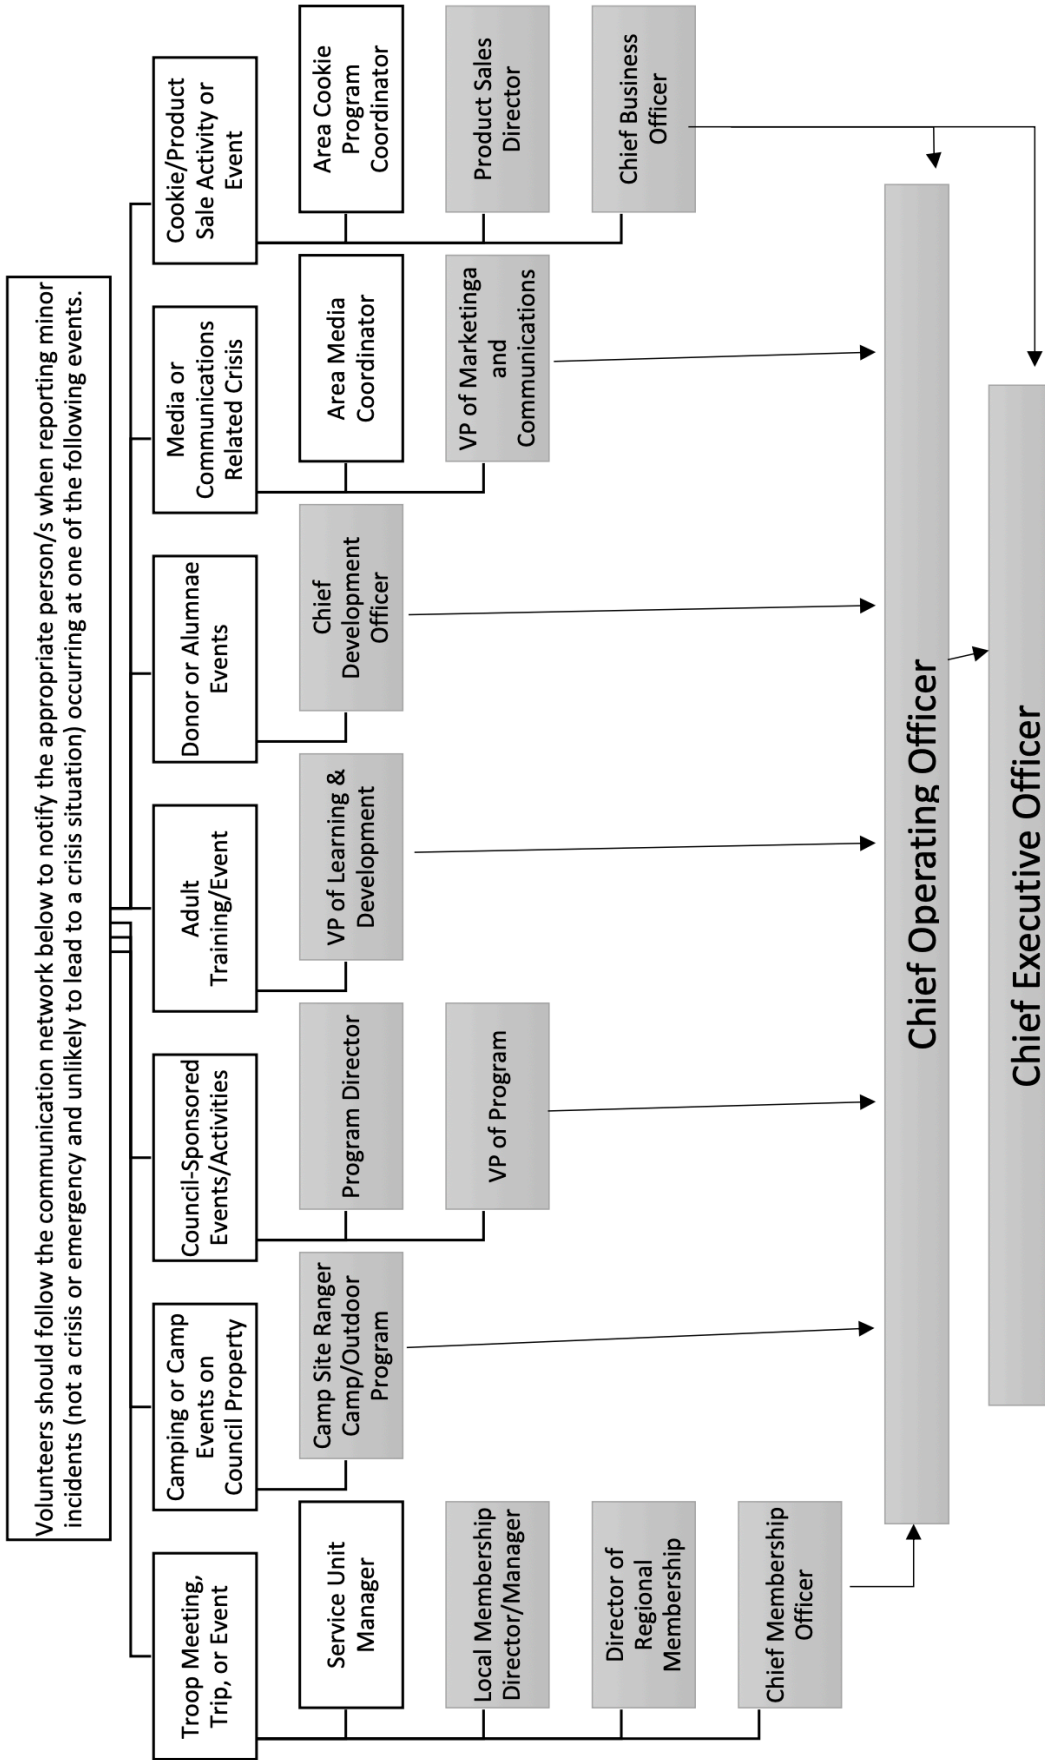 Volunteers should follow the communication network below to notify the appropriate person/s when reporting minor
incidents (not a crisis or emergency and unlikely to lead to a crisis situation) occurring at one of the following events.
Troop Meeting,
Trip, or Event
Service Unit
Manager
Local Membership
Director/Manager
Director of
Regional
Membership
Chief Membership
Officer
Camping or Camp
Events on
Council Property
Camp Site Ranger
Camp/Outdoor
Program
Council-Sponsored
Events/Activities
Program Director
VP of Program
Adult
Training/Event
VP of Learning &
Development
Donor or Alumnae
Events
Chief
Development
Officer
Media or
Communications
Related Crisis
Area Media
Coordinator
VP of Marketinga
and
Communications
Cookie/Product
Sale Activity or
Event
Area Cookie
Program
Coordinator
Product Sales
Director
Chief Business
Officer
Chief Operating Officer
Chief Executive Officer